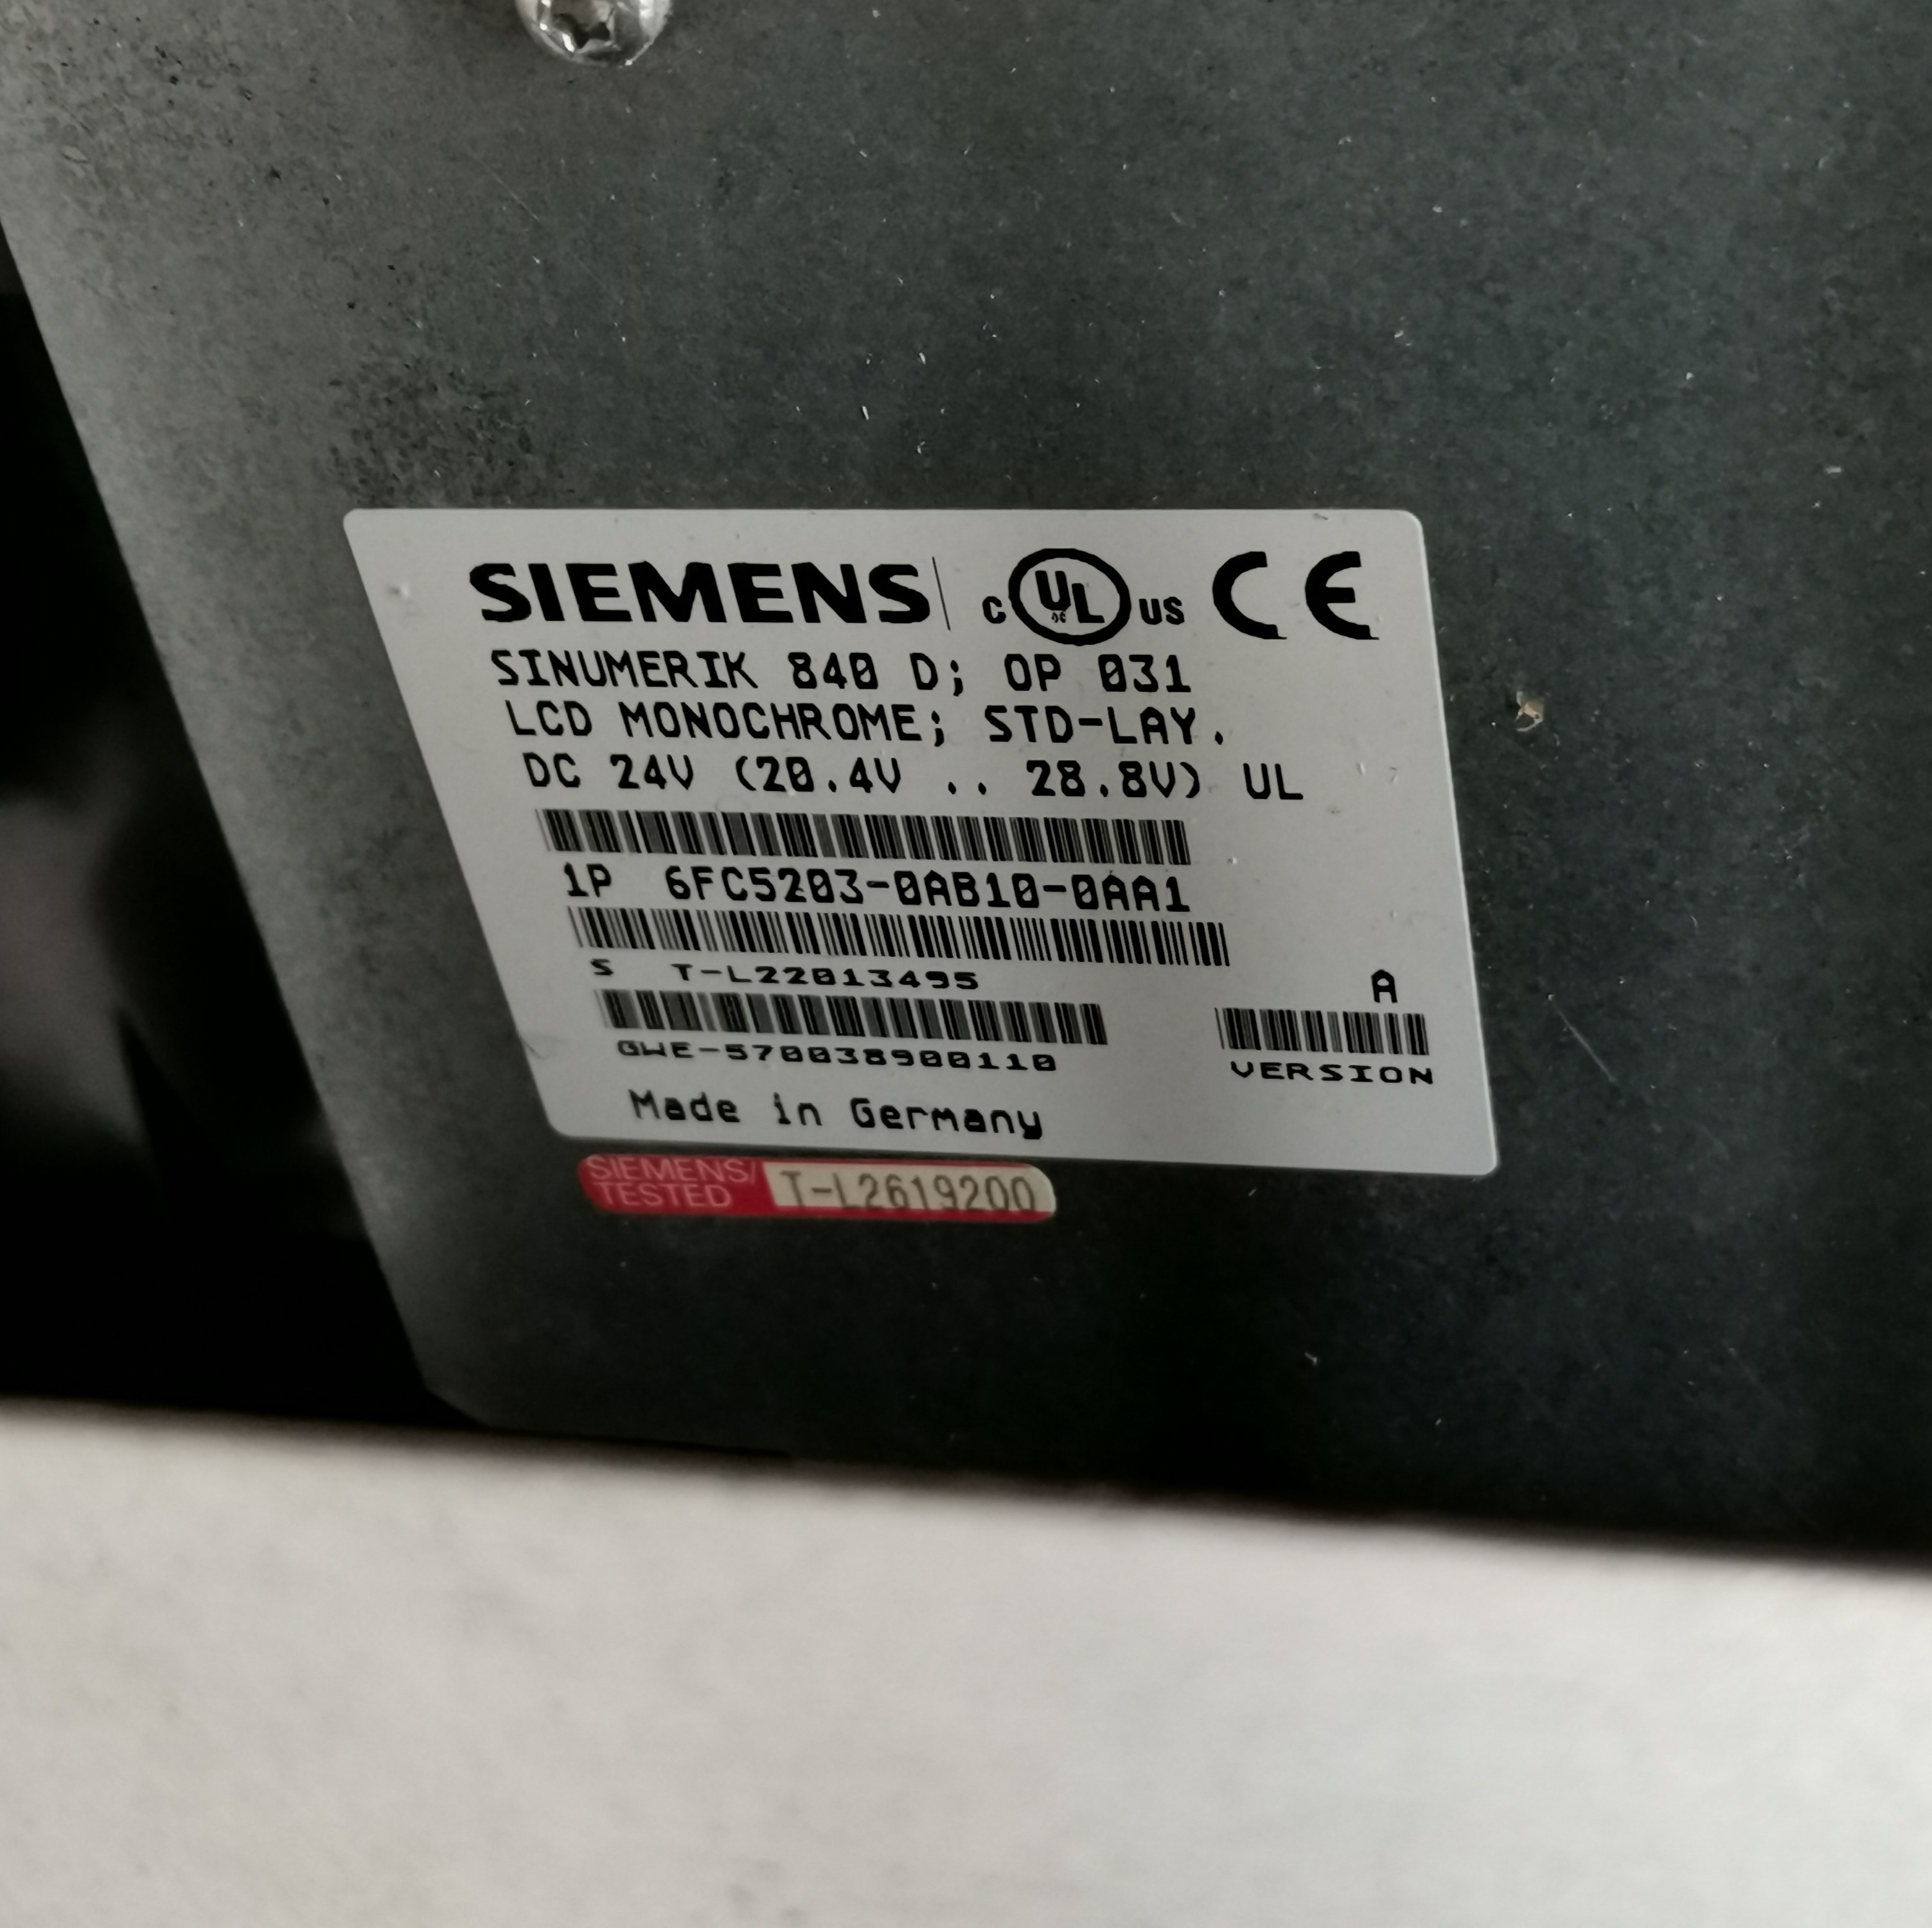 SIEMENS c UL us CE
SINUMERIK 840 D; OP 031
LCD MONOCHROME; STD-LAY.
DC 24V (20.4V .. 28.8V) UL
1P 6FC5203-0AB10-0AA1
S T-L22013495
A
GWE-570038900110
VERSION
Made in Germany
SIEMENS/
TESTED
T-L2619200